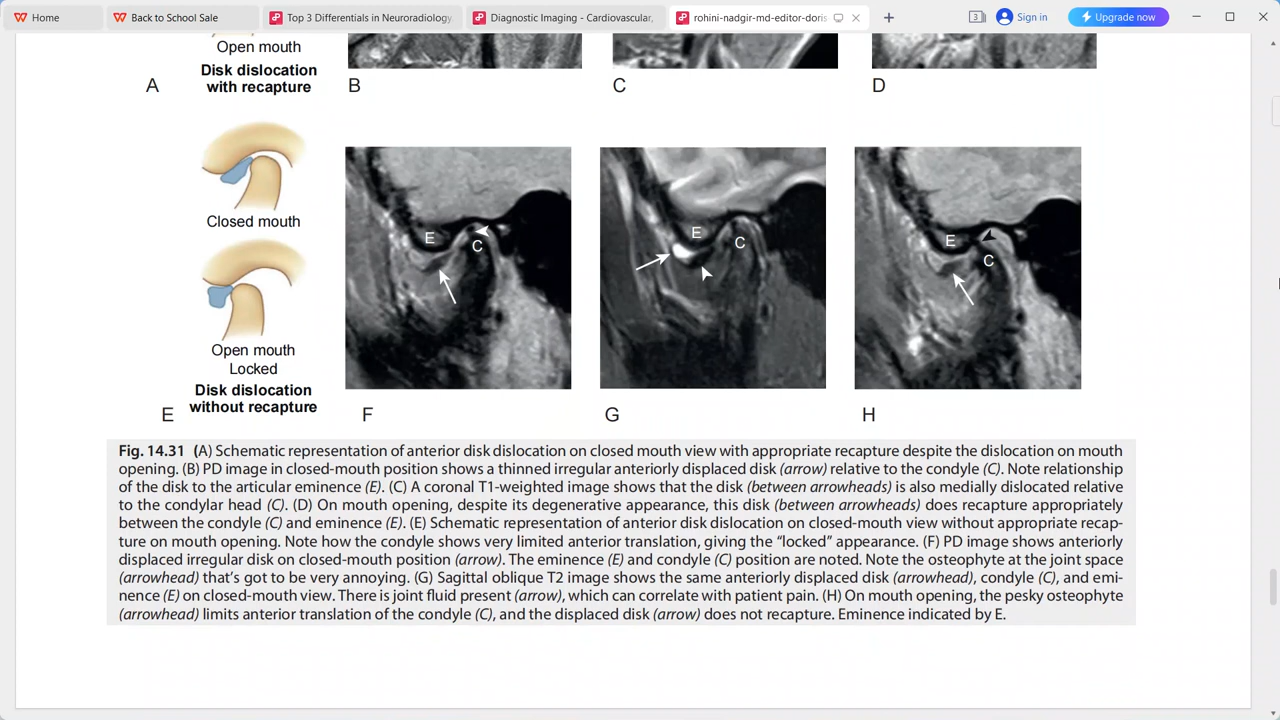 Home
Back to School Sale
Top 3 Differentials in Neuroradiology
Diagnostic Imaging - Cardiovascular,
rohini-nadgir-md-editor-doris
3
Sign in
Upgrade now
Open mouth
Disk dislocation
with recapture
A
B
C
D
Closed mouth
Open mouth
Locked
Disk dislocation
without recapture
E
E
C
F
E
C
G
E
C
H
Fig. 14.31 (A) Schematic representation of anterior disk dislocation on closed mouth view with appropriate recapture despite the dislocation on mouth
opening. (B) PD image in closed-mouth position shows a thinned irregular anteriorly displaced disk (arrow) relative to the condyle (C). Note relationship
of the disk to the articular eminence (E). (C) A coronal T1-weighted image shows that the disk (between arrowheads) is also medially dislocated relative
to the condylar head (C). (D) On mouth opening, despite its degenerative appearance, this disk (between arrowheads) does recapture appropriately
between the condyle (C) and eminence (E). (E) Schematic representation of anterior disk dislocation on closed-mouth view without appropriate recap-
ture on mouth opening. Note how the condyle shows very limited anterior translation, giving the “locked” appearance. (F) PD image shows anteriorly
displaced irregular disk on closed-mouth position (arrow). The eminence (E) and condyle (C) position are noted. Note the osteophyte at the joint space
(arrowhead) that’s got to be very annoying. (G) Sagittal oblique T2 image shows the same anteriorly displaced disk (arrowhead), condyle (C), and emi-
nence (E) on closed-mouth view. There is joint fluid present (arrow), which can correlate with patient pain. (H) On mouth opening, the pesky osteophyte
(arrowhead) limits anterior translation of the condyle (C), and the displaced disk (arrow) does not recapture. Eminence indicated by E.